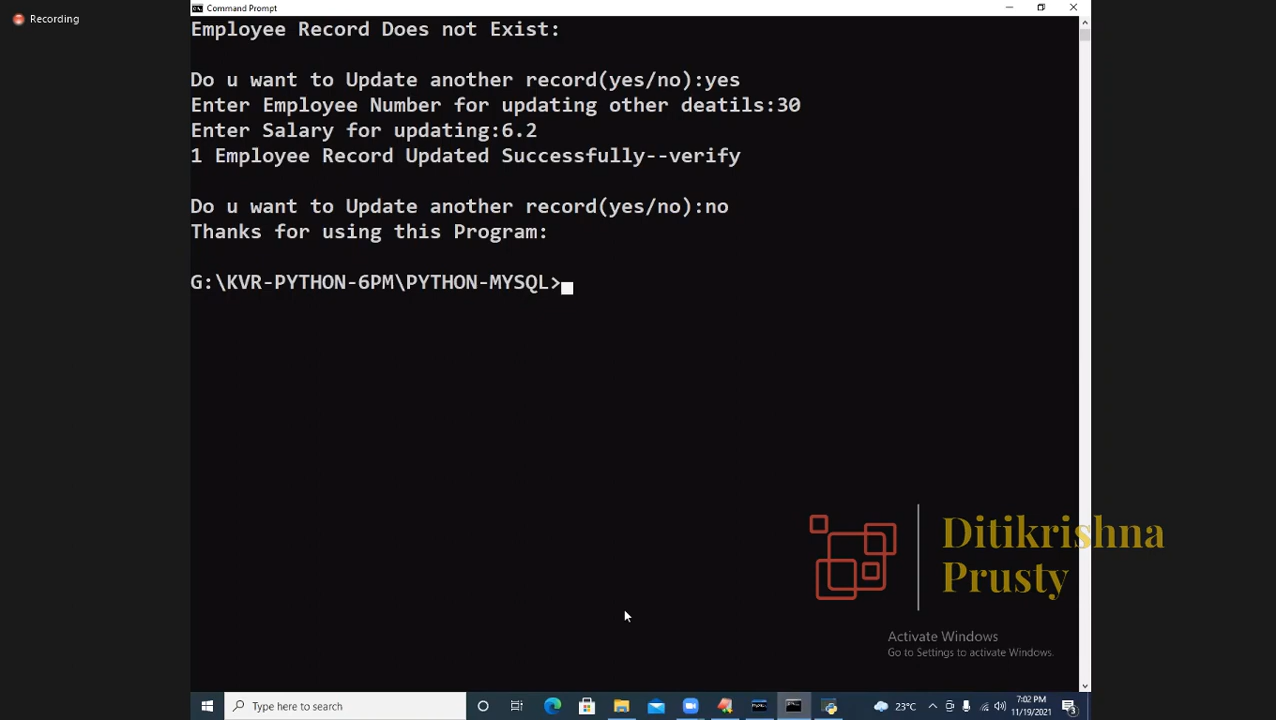 Recording
Command Prompt
Employee Record Does not Exist:
Do u want to Update another record(yes/no):yes
Enter Employee Number for updating other deatils:30
Enter Salary for updating:6.2
1 Employee Record Updated Successfully--verify
Do u want to Update another record(yes/no):no
Thanks for using this Program:
G:\KVR-PYTHON-6PM\PYTHON-MYSQL>
Ditikrishna
Prusty
Activate Windows
Go to Settings to activate Windows.
Type here to search
23°C
7:02 PM
11/19/2021
3